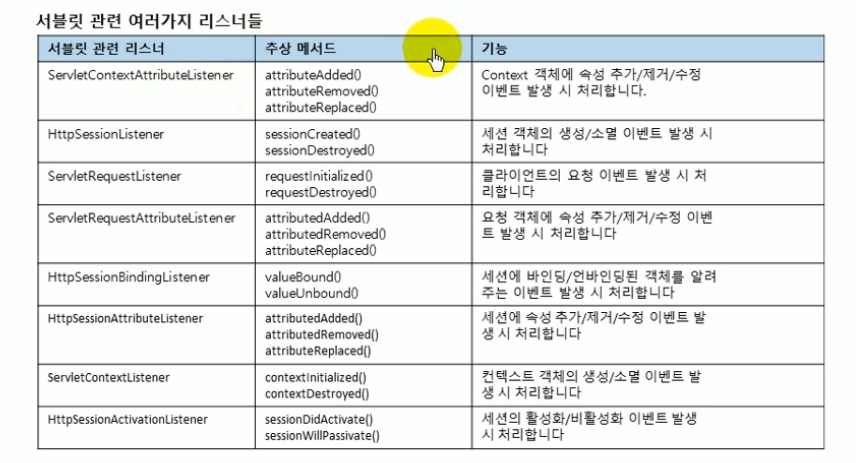 서블릿 관련 여러가지 리스너들
서블릿 관련 리스너 추상 메서드 기능
ServletContextAttributeListener
attributeAdded()
attributeRemoved()
attributeReplaced()
Context 객체에 속성 추가/제거/수정
이벤트 발생 시 처리합니다.
HttpSessionListener
sessionCreated()
sessionDestroyed()
세션 객체의 생성/소멸 이벤트 발생 시
처리합니다
ServletRequestListener
requestInitialized()
requestDestroyed()
클라이언트의 요청 이벤트 발생 시 처
리합니다
ServletRequestAttributeListener
attributedAdded()
attributedRemoved()
attributeReplaced()
요청 객체에 속성 추가/제거/수정 이벤
트 발생 시 처리합니다
HttpSessionBindingListener
valueBound()
valueUnbound()
세션에 바인딩/언바인딩된 객체를 알려
주는 이벤트 발생 시 처리합니다
HttpSessionAttributeListener
attributedAdded()
attributedRemoved()
attributeReplaced()
세션에 속성 추가/제거/수정 이벤트 발
생 시 처리합니다
ServletContextListener
contextInitialized()
contextDestroyed()
컨텍스트 객체의 생성/소멸 이벤트 발
생 시 처리합니다
HttpSessionActivationListener
sessionDidActivate()
sessionWillPassivate()
세션의 활성화/비활성화 이벤트 발생
시 처리합니다